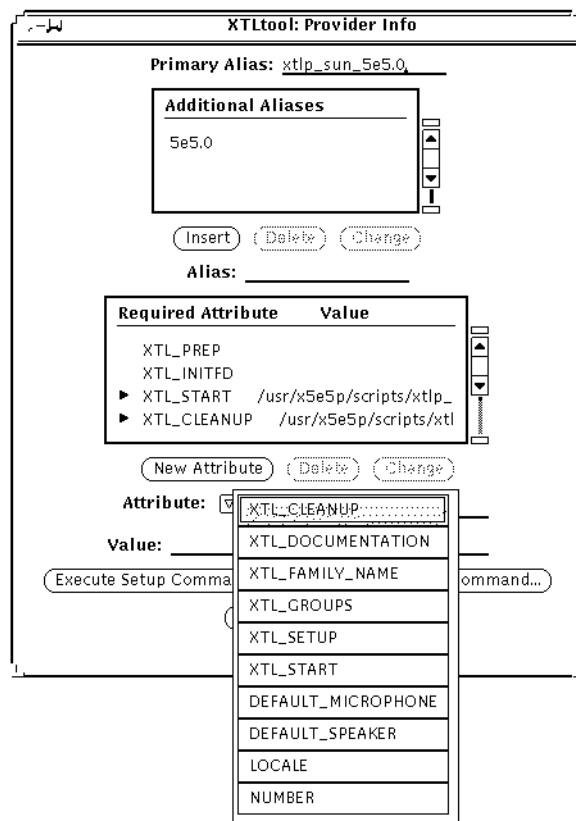 XTLtool: Provider Info
Primary Alias: xtlp_sun_5e5.0
Additional Aliases
5e5.0
Insert Delete Change
Alias:
Required Attribute Value
XTL_PREP
XTL_INITFD
XTL_START /usr/x5e5p/scripts/xtlp_
XTL_CLEANUP /usr/x5e5p/scripts/xtl
New Attribute Delete Change
Attribute:
XTL_CLEANUP
XTL_DOCUMENTATION
Value:
XTL_FAMILY_NAME
Execute Setup Comma ommand...
XTL_GROUPS
XTL_SETUP
XTL_START
DEFAULT_MICROPHONE
DEFAULT_SPEAKER
LOCALE
NUMBER